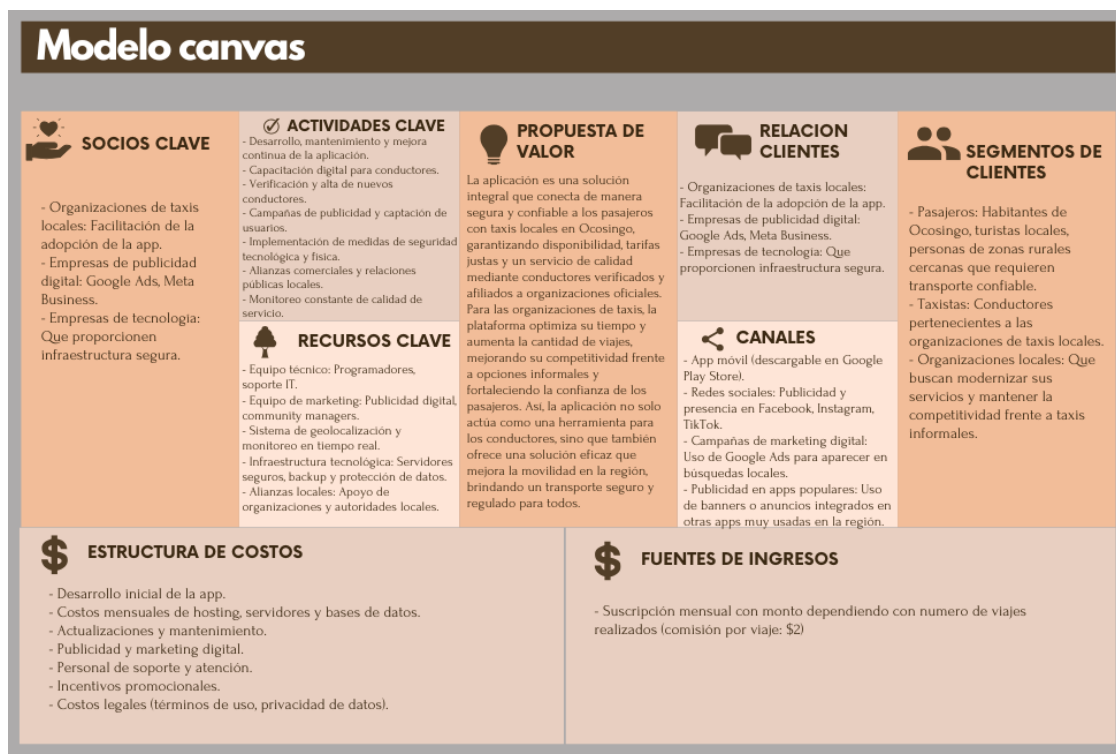 Modelo canvas
SOCIOS CLAVE
- Organizaciones de taxis
locales: Facilitación de la
adopción de la app.
- Empresas de publicidad
digital: Google Ads, Meta
Business.
- Empresas de tecnología:
Que proporcionen
infraestructura segura.
ACTIVIDADES CLAVE
- Desarrollo, mantenimiento y mejora
continua de la aplicación.
- Capacitación digital para conductores.
- Verificación y alta de nuevos
conductores.
- Campañas de publicidad y captación de
usuarios.
- Implementación de medidas de seguridad
tecnológica y física.
- Alianzas comerciales y relaciones
públicas locales.
- Monitoreo constante de calidad de
servicio.
RECURSOS CLAVE
- Equipo técnico: Programadores,
soporte IT.
- Equipo de marketing: Publicidad digital,
community managers.
- Sistema de geolocalización y
monitoreo en tiempo real.
- Infraestructura tecnológica: Servidores
seguros, backup y protección de datos.
- Alianzas locales: Apoyo de
organizaciones y autoridades locales.
PROPUESTA DE
VALOR
La aplicación es una solución
integral que conecta de manera
segura y confiable a los pasajeros
con taxis locales en Ocosingo,
garantizando disponibilidad, tarifas
justas y un servicio de calidad
mediante conductores verificados y
afiliados a organizaciones oficiales.
Para las organizaciones de taxis, la
plataforma optimiza su tiempo y
aumenta la cantidad de viajes,
mejorando su competitividad frente
a opciones informales y
fortaleciendo la confianza de los
pasajeros. Así, la aplicación no solo
actúa como una herramienta para
los conductores, sino que también
ofrece una solución eficaz que
mejora la movilidad en la región,
brindando un transporte seguro y
regulado para todos.
RELACION
CLIENTES
- Organizaciones de taxis locales:
Facilitación de la adopción de la app.
- Empresas de publicidad digital:
Google Ads, Meta Business.
- Empresas de tecnología: Que
proporcionen infraestructura segura.
CANALES
- App móvil (descargable en Google
Play Store).
- Redes sociales: Publicidad y
presencia en Facebook, Instagram,
TikTok.
- Campañas de marketing digital:
Uso de Google Ads para aparecer en
búsquedas locales.
- Publicidad en apps populares: Uso
de banners o anuncios integrados en
otras apps muy usadas en la región.
SEGMENTOS DE
CLIENTES
- Pasajeros: Habitantes de
Ocosingo, turistas locales,
personas de zonas rurales
cercanas que requieren
transporte confiable.
- Taxistas: Conductores
pertenecientes a las
organizaciones de taxis locales.
- Organizaciones locales: Que
buscan modernizar sus
servicios y mantener la
competitividad frente a taxis
informales.
$ ESTRUCTURA DE COSTOS
- Desarrollo inicial de la app.
- Costos mensuales de hosting, servidores y bases de datos.
- Actualizaciones y mantenimiento.
- Publicidad y marketing digital.
- Personal de soporte y atención.
- Incentivos promocionales.
- Costos legales (términos de uso, privacidad de datos).
$ FUENTES DE INGRESOS
- Suscripción mensual con monto dependiendo con numero de viajes
realizados (comisión por viaje: $2)